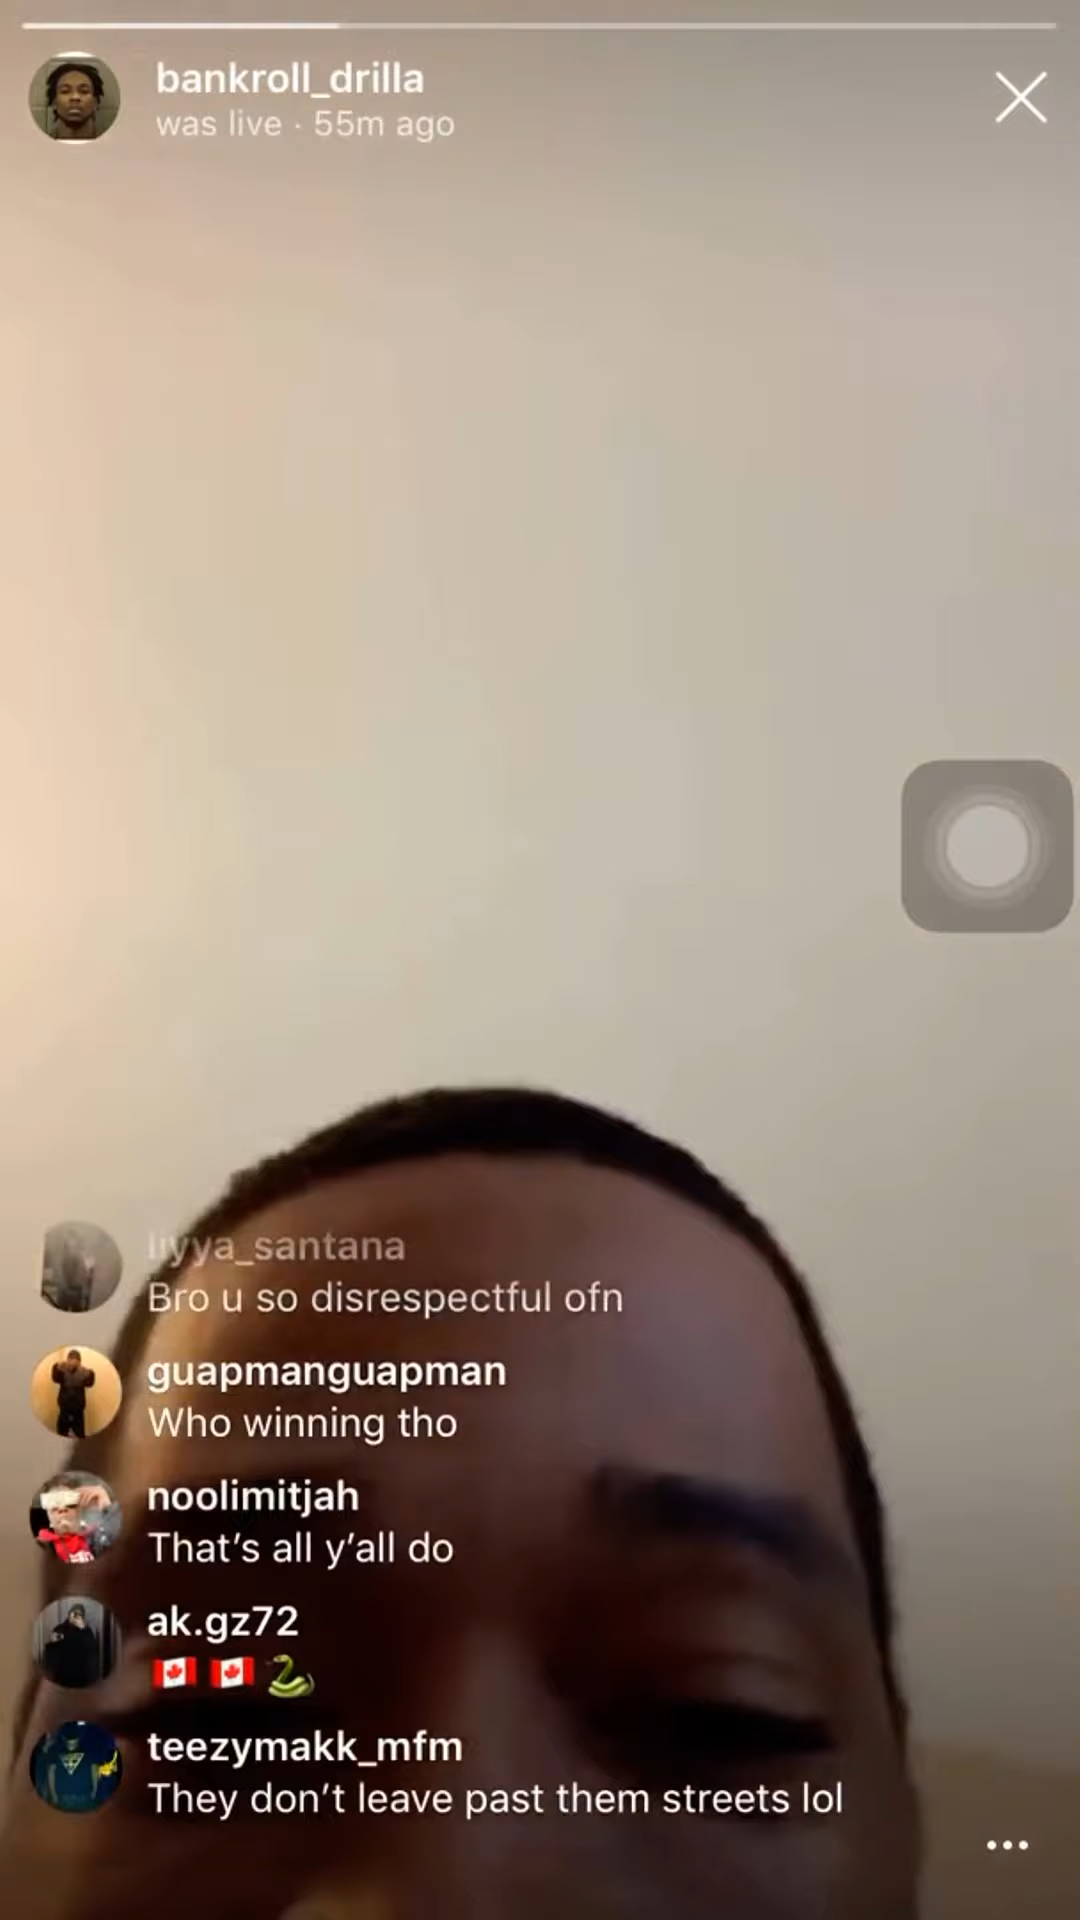 bankroll_drilla
was live · 55m ago
liyya_santana
Bro u so disrespectful ofn
guapmanguapman
Who winning tho
noolimitjah
That's all y'all do
ak.gz72
🇨🇦 🇨🇦 🐍
teezymakk_mfm
They don't leave past them streets lol